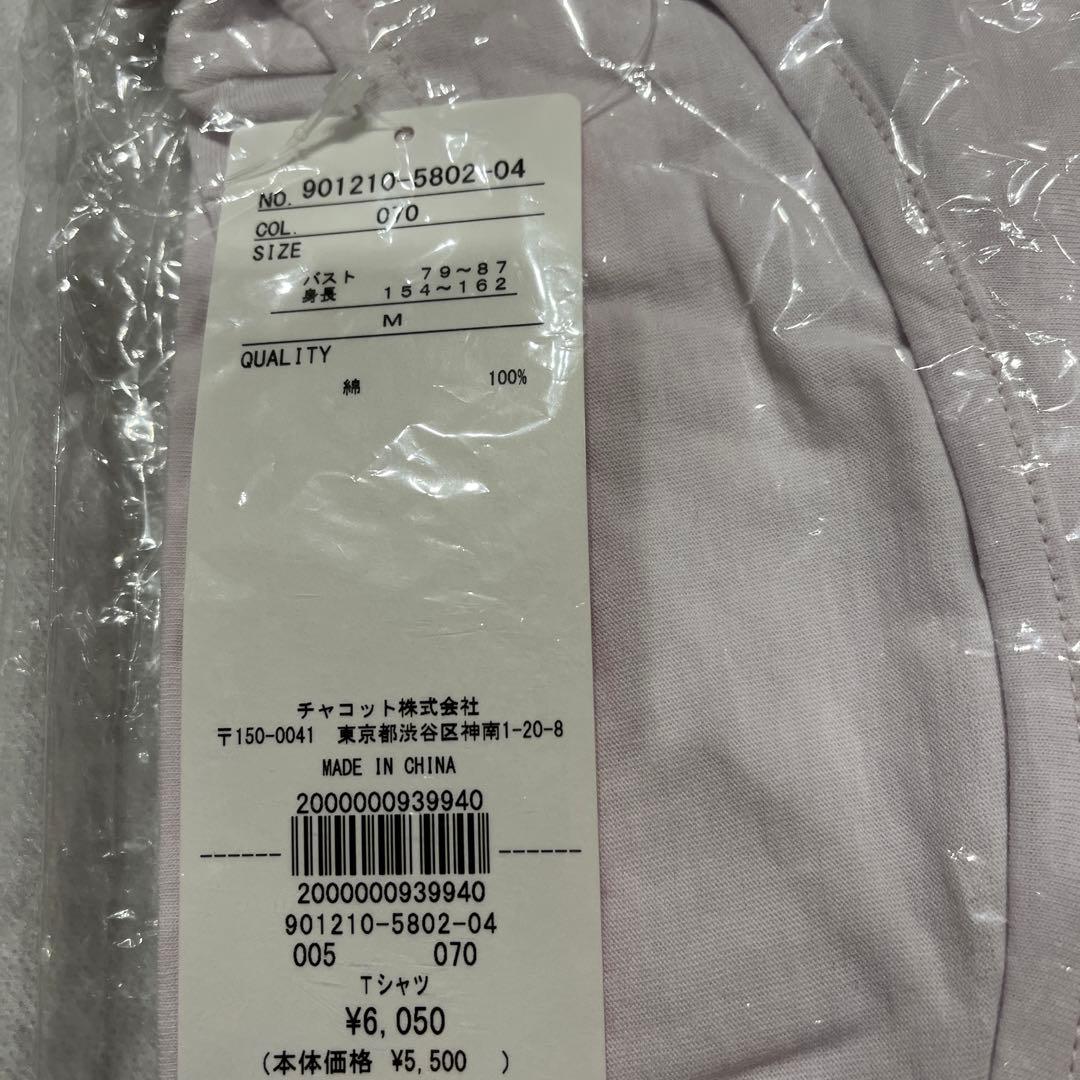 NO. 901210-5802-04
COL. 070
SIZE
バスト 79～87
身長 154～162
M
QUALITY
綿 100%
チャコット株式会社
〒150-0041 東京都渋谷区神南1-20-8
MADE IN CHINA
2000000939940
2000000939940
901210-5802-04
005 070
Tシャツ
¥6,050
(本体価格 ¥5,500 )